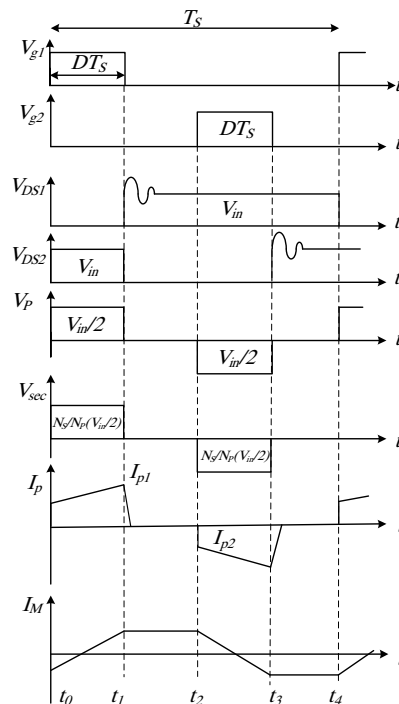 T_S
V_g1
DT_S
t
V_g2
DT_S
t
V_DS1
V_in
t
V_DS2
V_in
t
V_P
V_in/2
V_in/2
t
V_sec
N_S/N_P(V_in/2)
N_S/N_P(V_in/2)
t
I_p
I_p1
I_p2
t
I_M
t
t_0 t_1 t_2 t_3 t_4